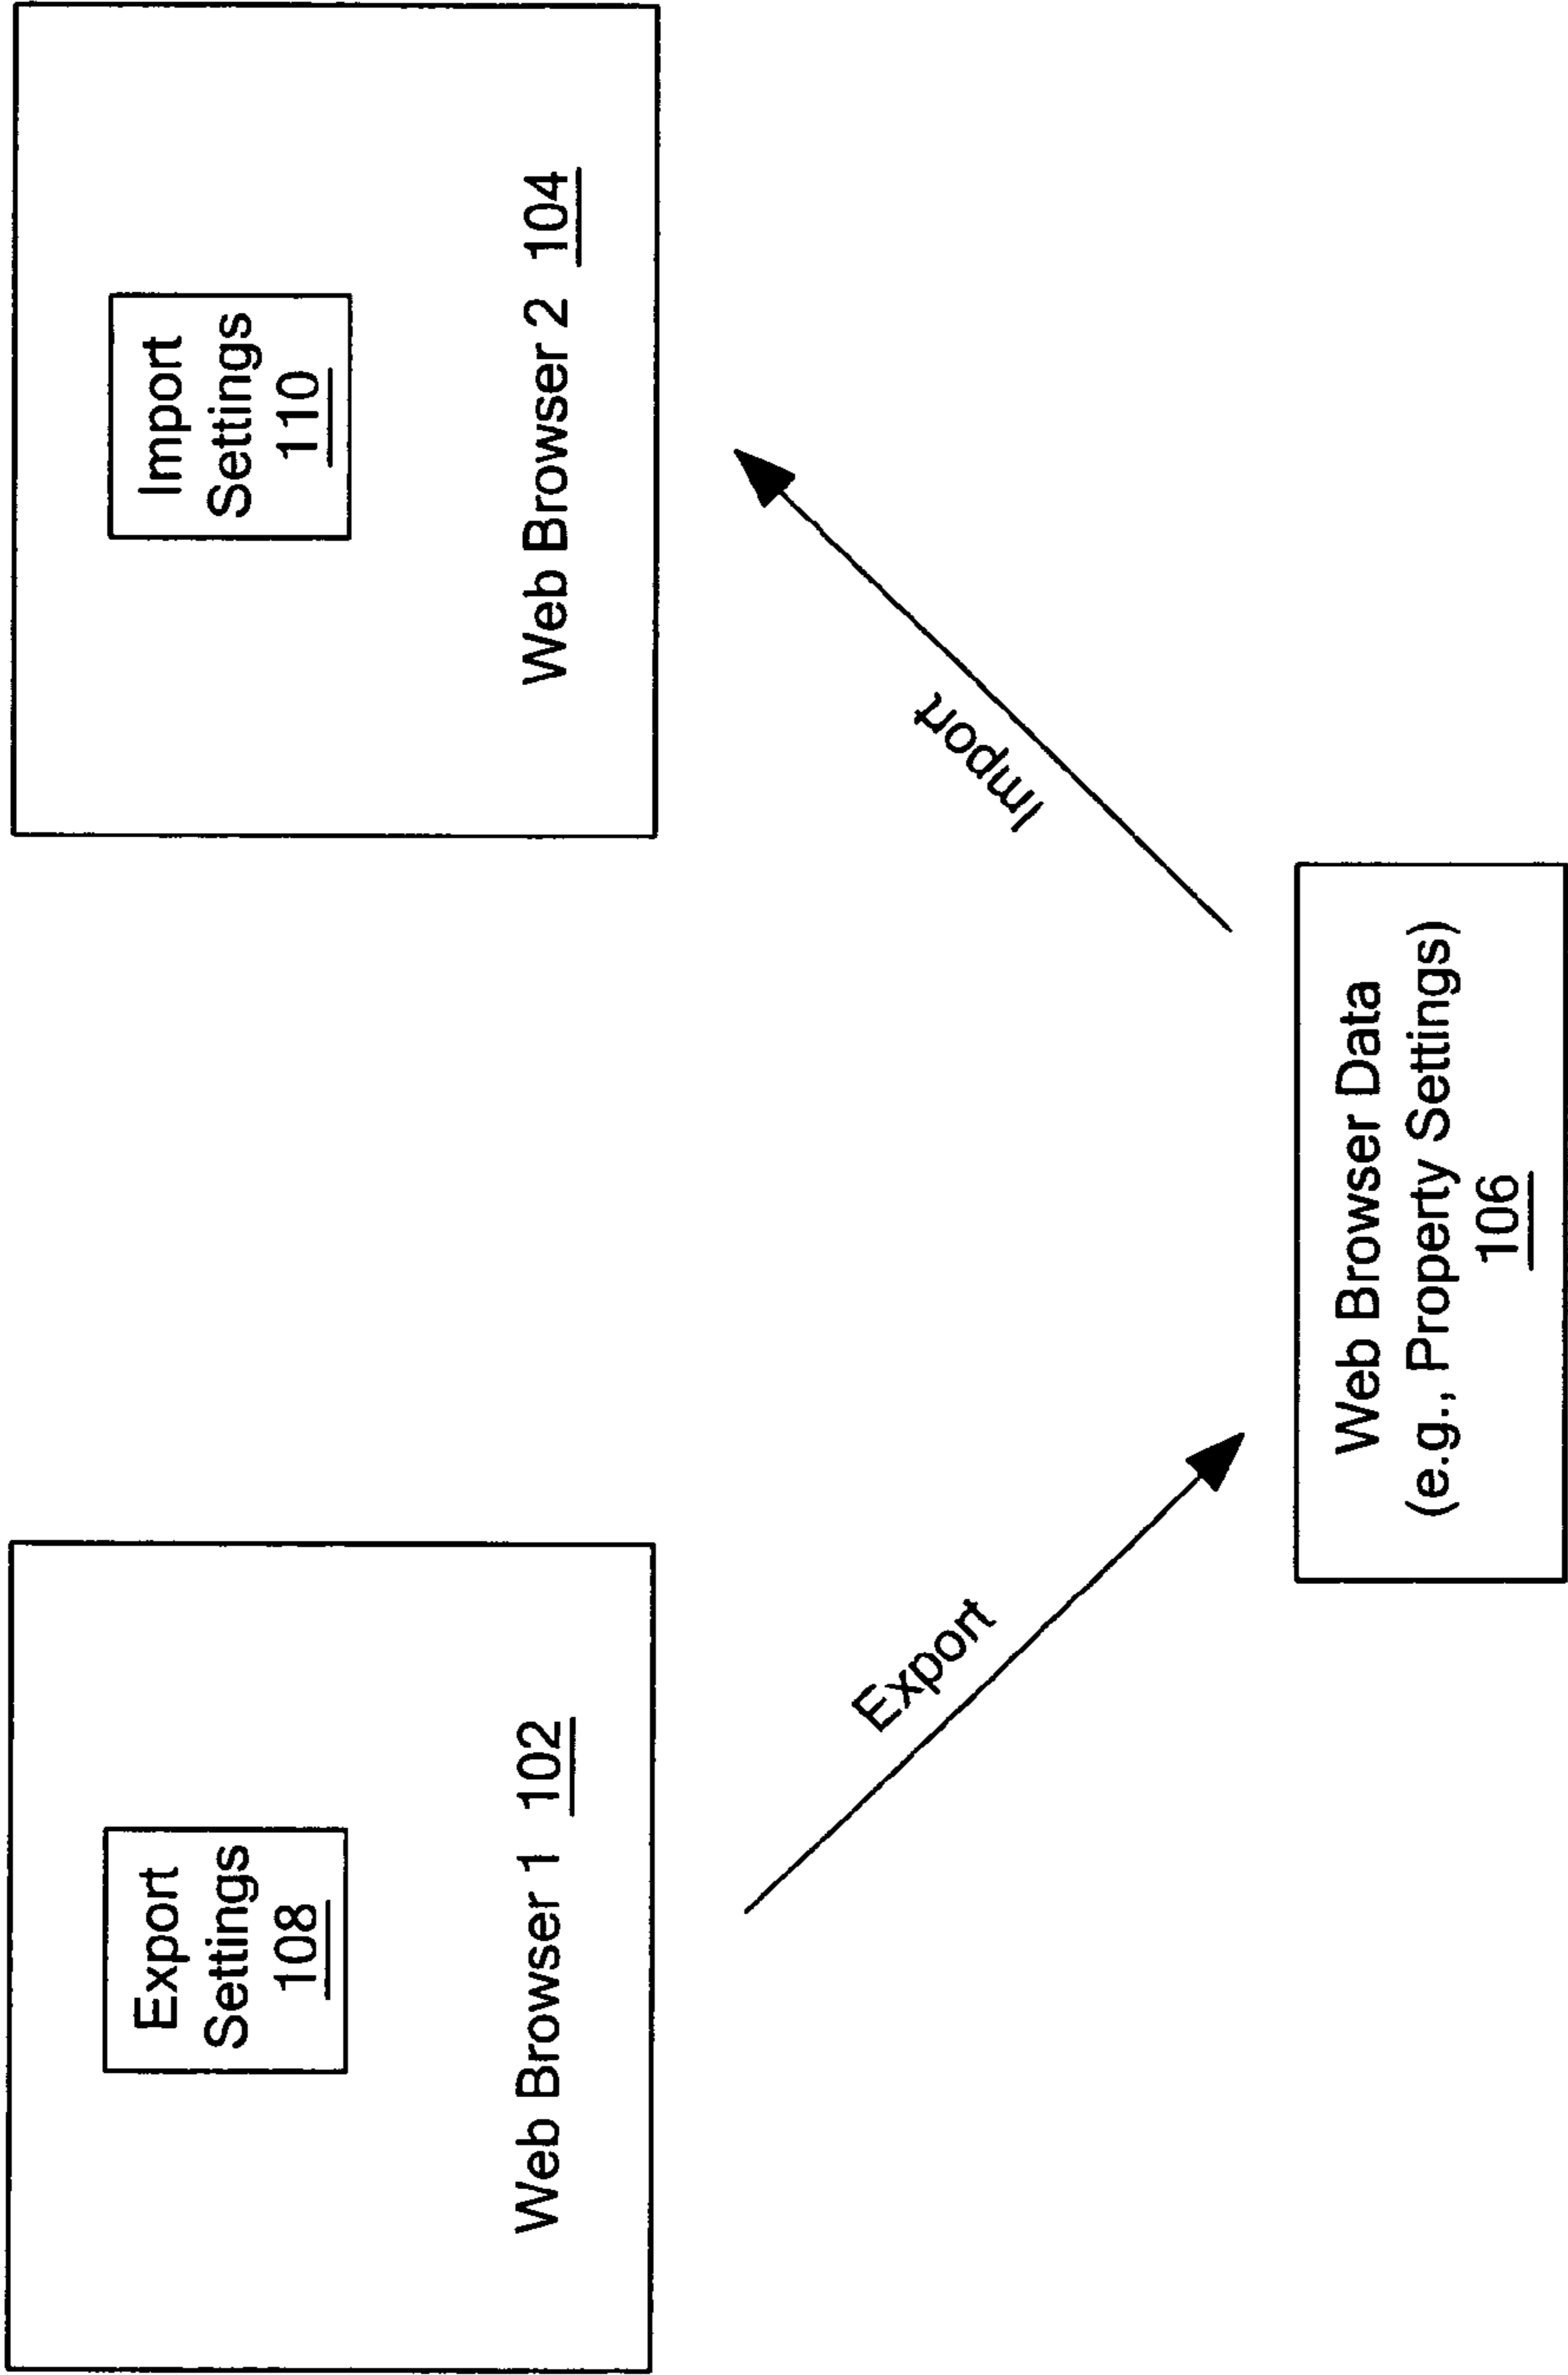 Export
Settings
108
Web Browser 1 102
Import
Settings
110
Web Browser 2 104
Export
Import
Web Browser Data
(e.g., Property Settings)
106